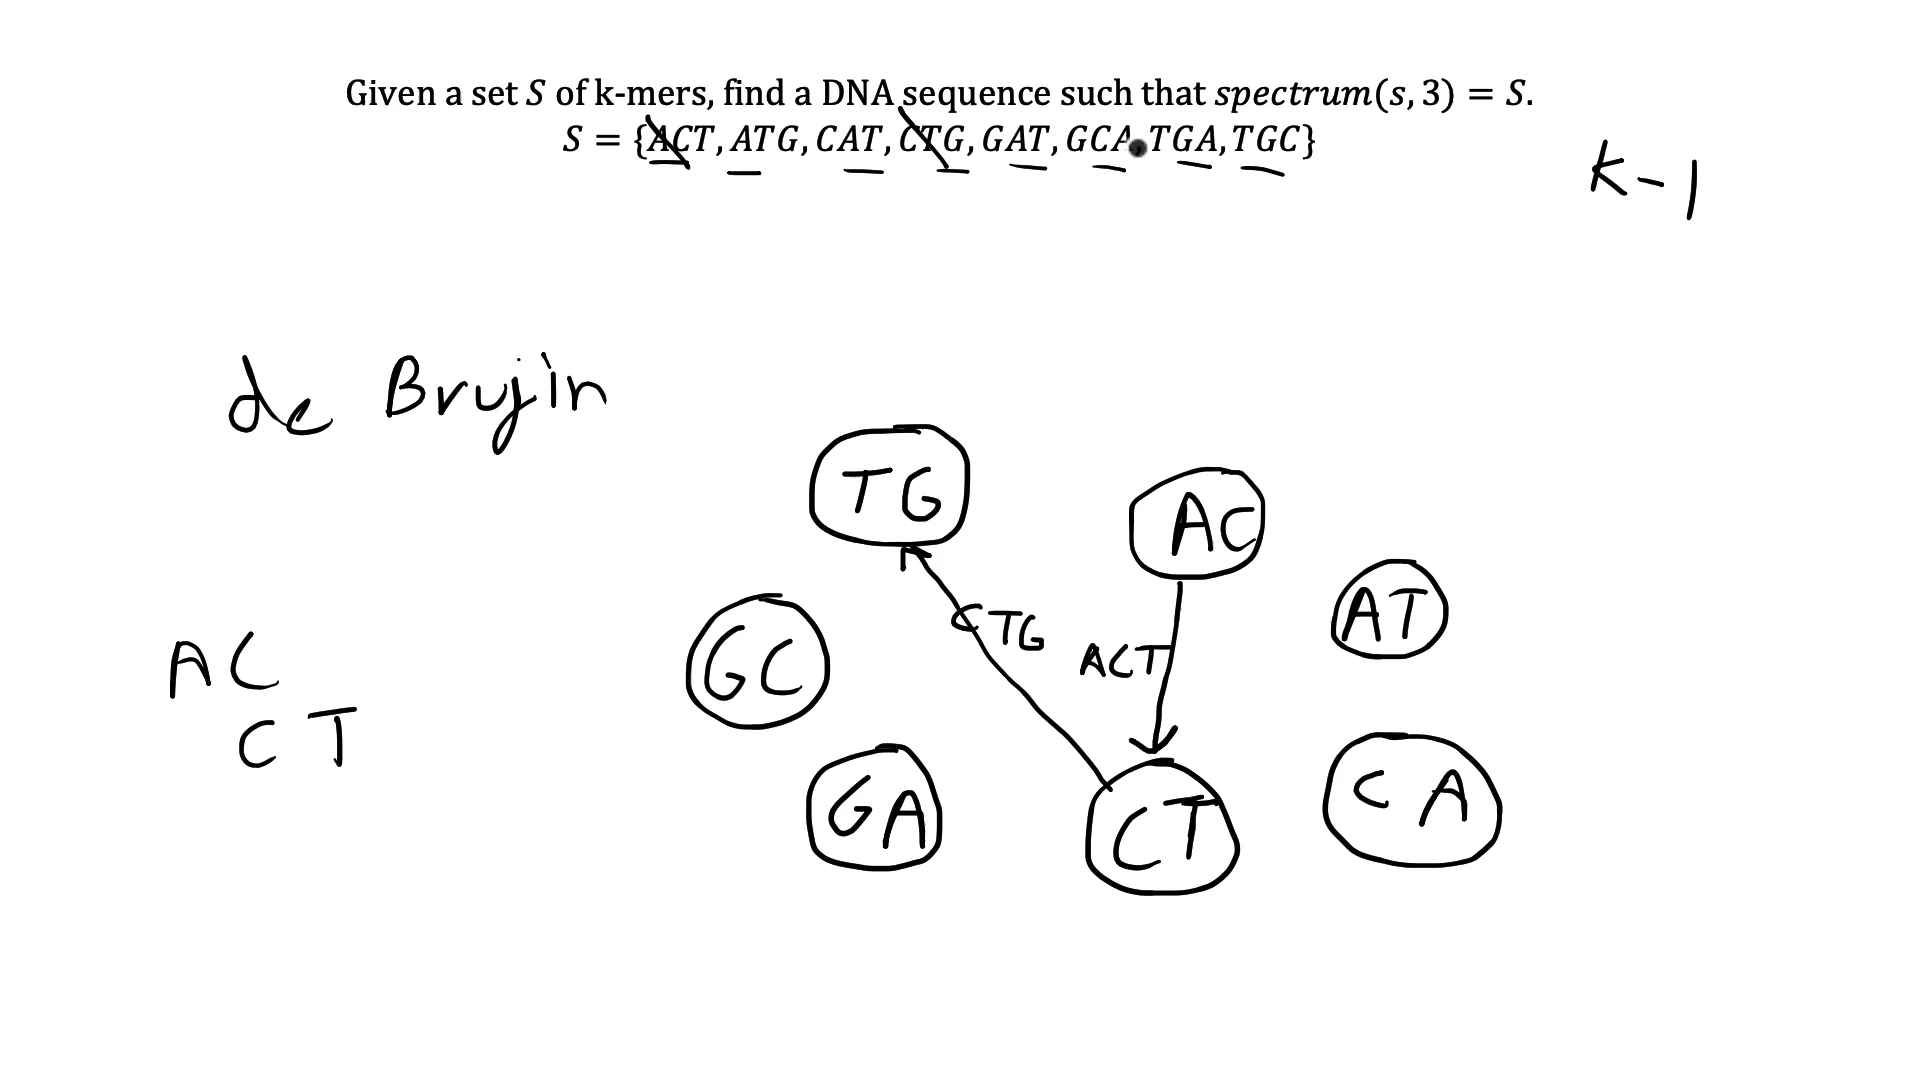 Given a set S of k-mers, find a DNA sequence such that spectrum(s, 3) = S.
S = {ACT, ATG, CAT, CTG, GAT, GCA, TGA, TGC}
K-1
de Brujin
TG
AC
AT
CTG
GC
ACT
AC
CT
GA
CT
CA